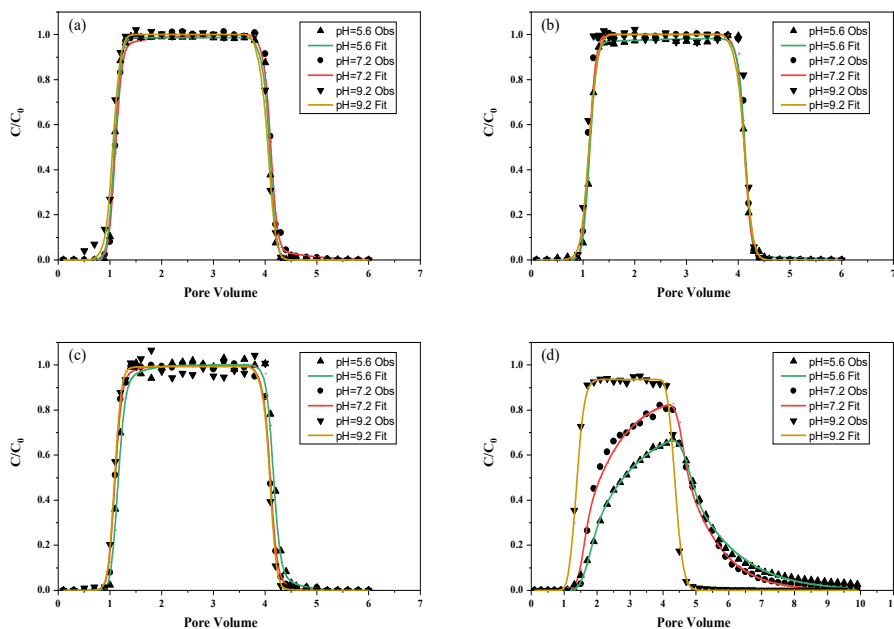 (a)
pH=5.6 Obs
pH=5.6 Fit
pH=7.2 Obs
pH=7.2 Fit
pH=9.2 Obs
pH=9.2 Fit
C/C0
1.0
0.8
0.6
0.4
0.2
0.0
0 1 2 3 4 5 6 7
Pore Volume
(b)
pH=5.6 Obs
pH=5.6 Fit
pH=7.2 Obs
pH=7.2 Fit
pH=9.2 Obs
pH=9.2 Fit
C/C0
1.0
0.8
0.6
0.4
0.2
0.0
0 1 2 3 4 5 6 7
Pore Volume
(c)
pH=5.6 Obs
pH=5.6 Fit
pH=7.2 Obs
pH=7.2 Fit
pH=9.2 Obs
pH=9.2 Fit
C/C0
1.0
0.8
0.6
0.4
0.2
0.0
0 1 2 3 4 5 6 7
Pore Volume
(d)
pH=5.6 Obs
pH=5.6 Fit
pH=7.2 Obs
pH=7.2 Fit
pH=9.2 Obs
pH=9.2 Fit
C/C0
1.0
0.8
0.6
0.4
0.2
0.0
0 1 2 3 4 5 6 7 8 9 10
Pore Volume